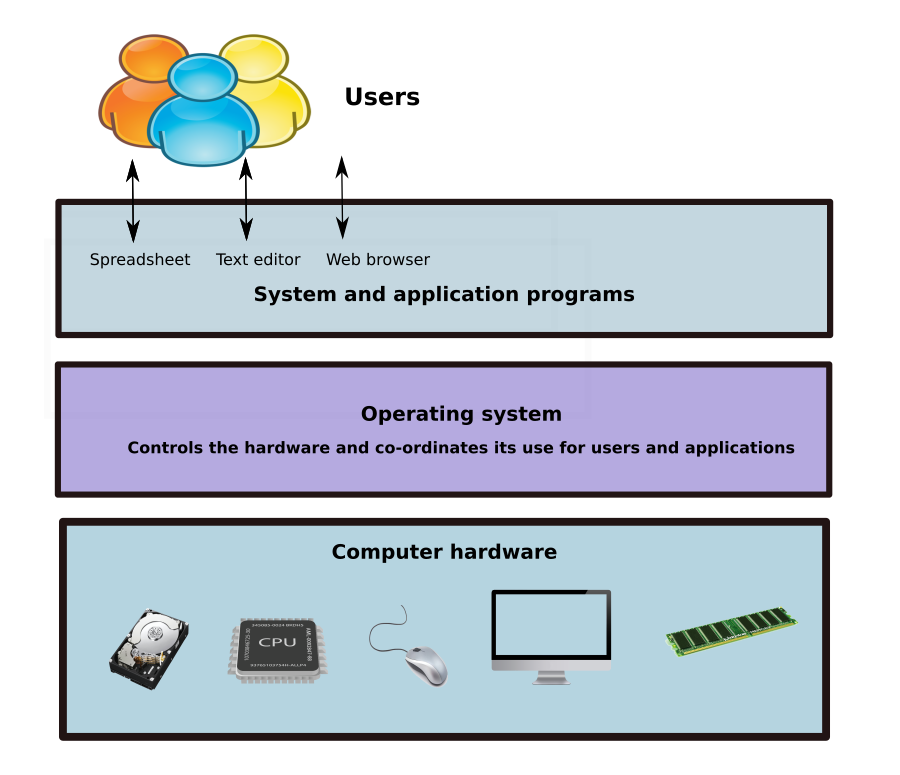 Users
Spreadsheet Text editor Web browser
System and application programs
Operating system
Controls the hardware and co-ordinates its use for users and applications
Computer hardware
CPU